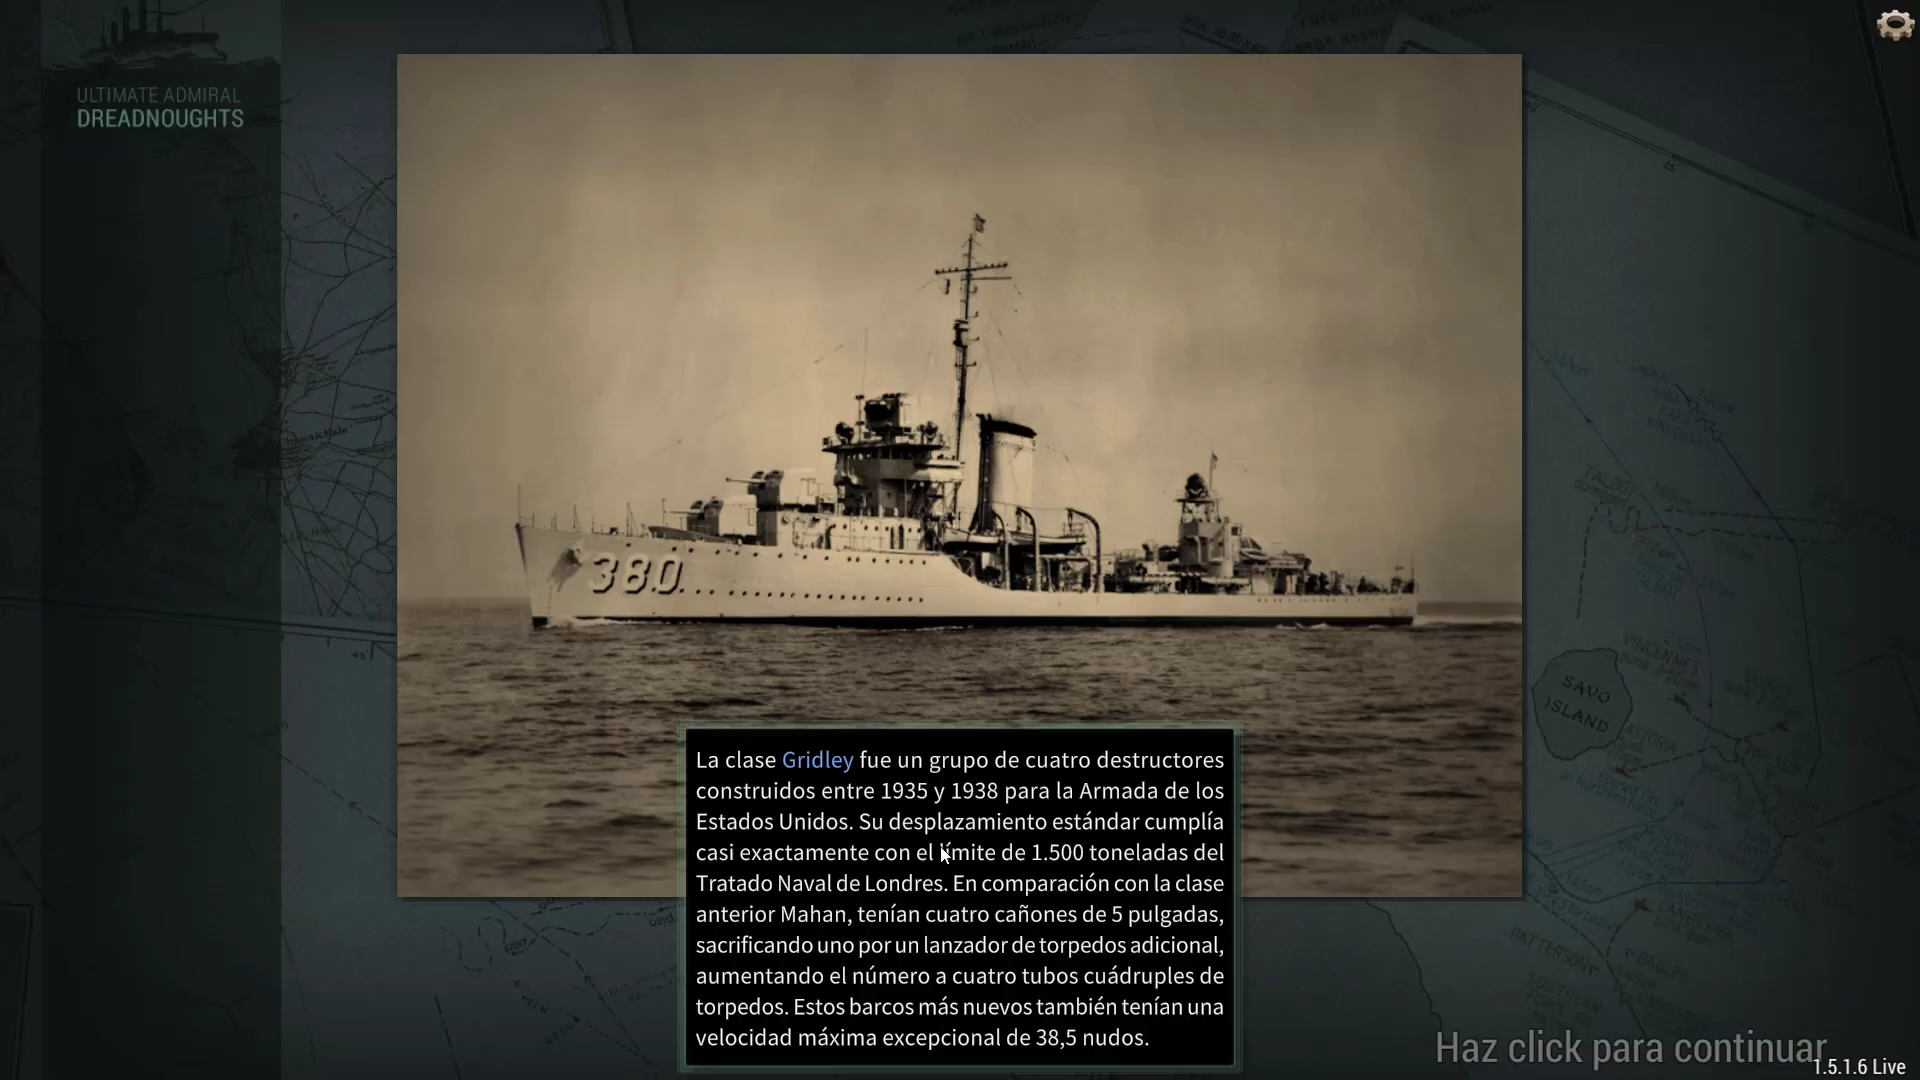 ULTIMATE ADMIRAL
DREADNOUGHTS
380
La clase Gridley fue un grupo de cuatro destructores
construidos entre 1935 y 1938 para la Armada de los
Estados Unidos. Su desplazamiento estándar cumplía
casi exactamente con el límite de 1.500 toneladas del
Tratado Naval de Londres. En comparación con la clase
anterior Mahan, tenían cuatro cañones de 5 pulgadas,
sacrificando uno por un lanzador de torpedos adicional,
aumentando el número a cuatro tubos cuádruples de
torpedos. Estos barcos más nuevos también tenían una
velocidad máxima excepcional de 38,5 nudos.
SAVO
ISLAND
VINCENNES
ASTORIA
PATTERSON
BAGLEY
TALBOT
Haz click para continuar
1.5.1.6 Live